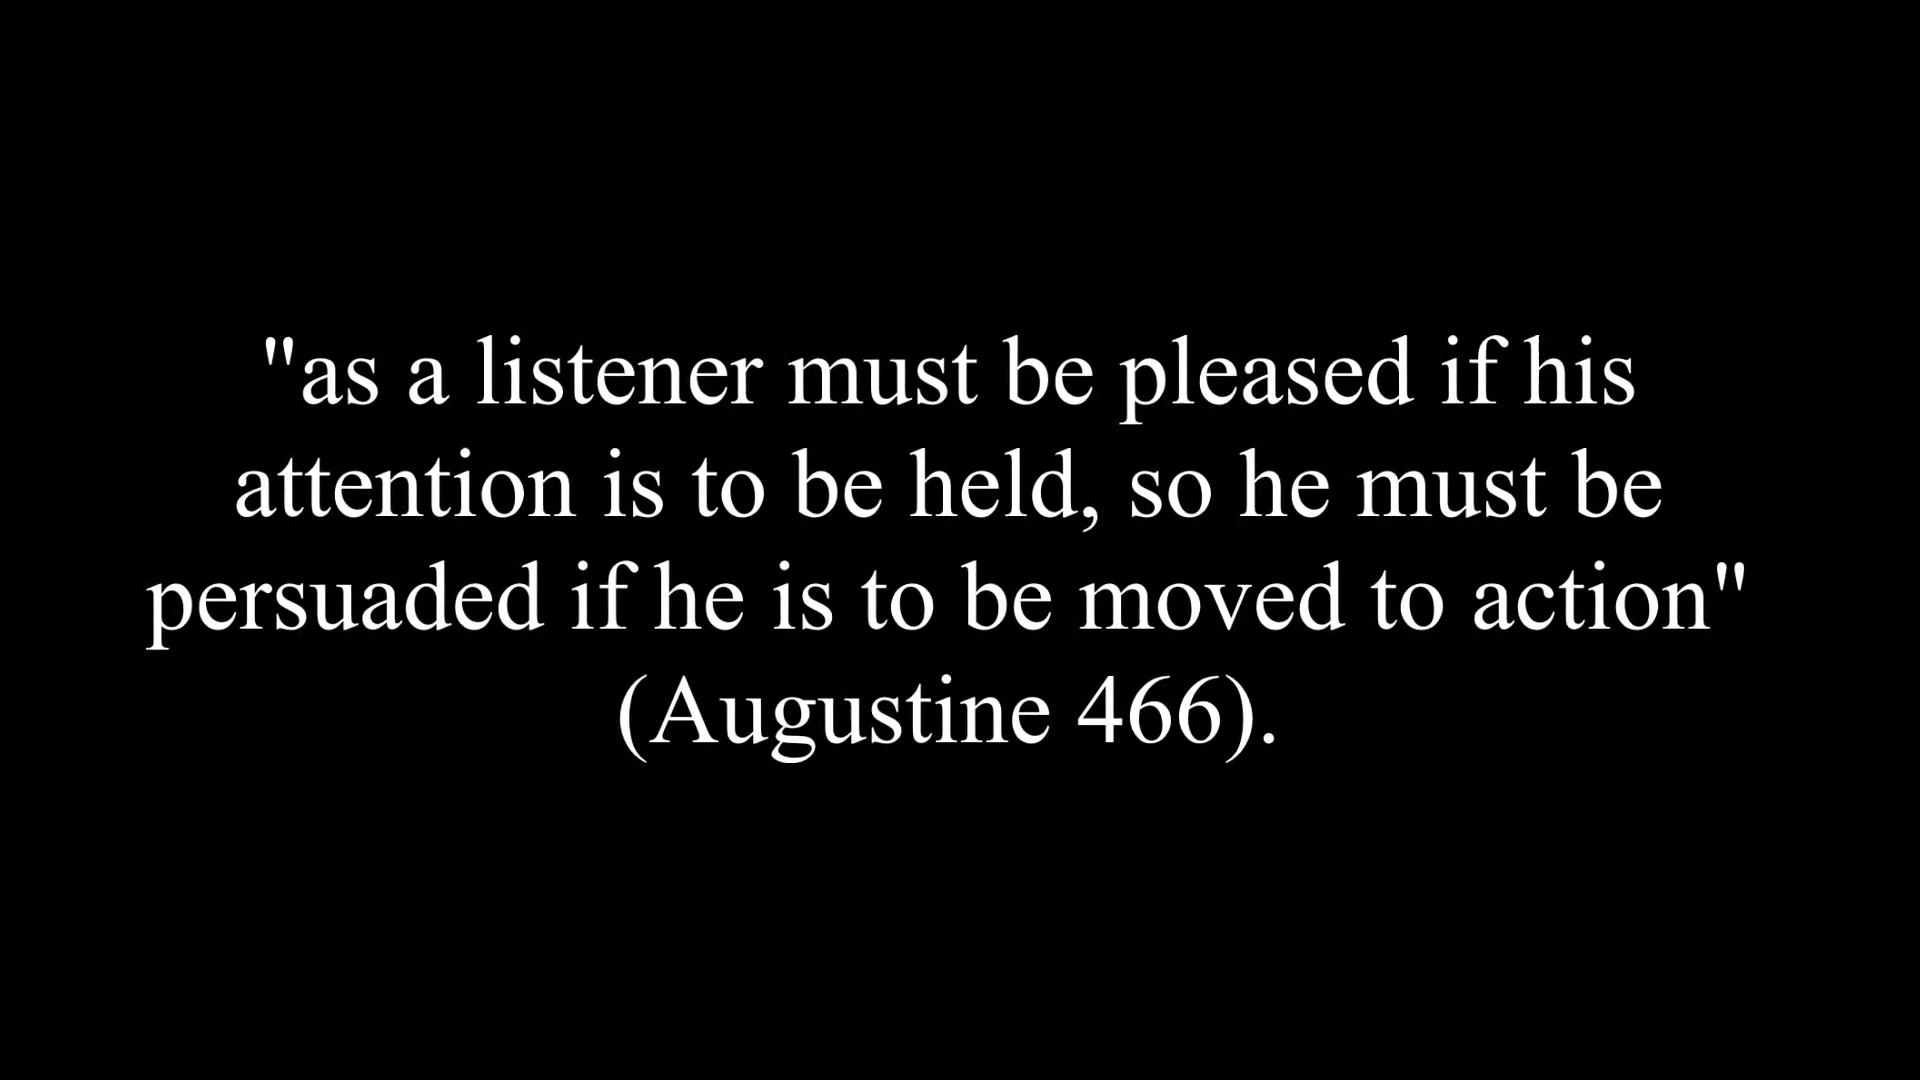 "as a listener must be pleased if his
attention is to be held, so he must be
persuaded if he is to be moved to action"
(Augustine 466).